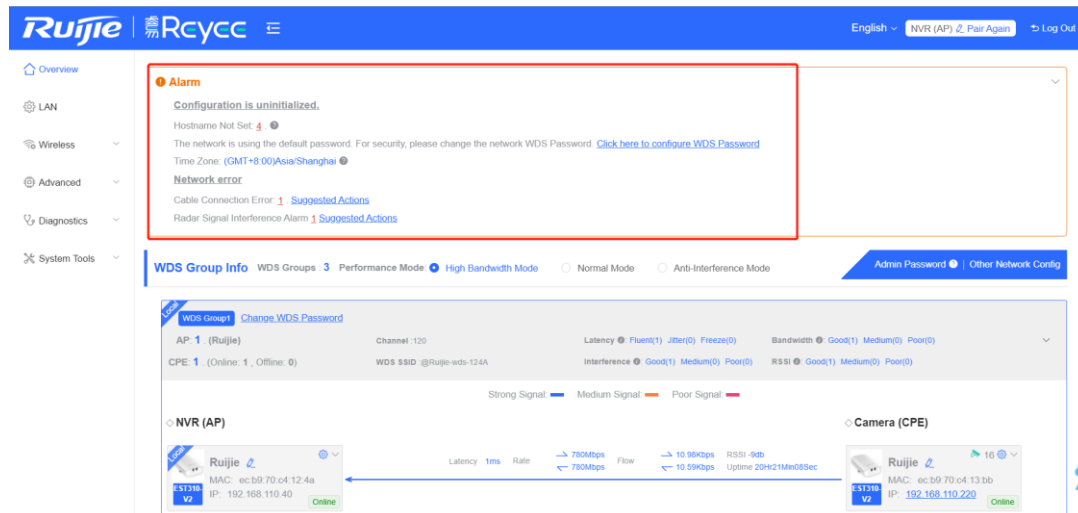 Ruijie Reyee English NVR (AP) Pair Again Log Out
Overview
LAN
Wireless
Advanced
Diagnostics
System Tools
Alarm
Configuration is uninitialized.
Hostname Not Set: 4 .
The network is using the default password. For security, please change the network WDS Password. Click here to configure WDS Password
Time Zone: (GMT+8:00)Asia/Shanghai
Network error
Cable Connection Error: 1 . Suggested Actions
Radar Signal Interference Alarm 1 Suggested Actions
WDS Group Info WDS Groups : 3 Performance Mode High Bandwidth Mode Normal Mode Anti-Interference Mode Admin Password | Other Network Config
Local
WDS Group1 Change WDS Password
AP: 1 . (Ruijie) Channel :120 Latency : Fluent(1) Jitter(0) Freeze(0) Bandwidth : Good(1) Medium(0) Poor(0)
CPE: 1 . (Online: 1 , Offline: 0) WDS SSID :@Ruijie-wds-124A Interference : Good(1) Medium(0) Poor(0) RSSI : Good(1) Medium(0) Poor(0)
Strong Signal: Medium Signal: Poor Signal:
NVR (AP) Camera (CPE)
Local
Ruijie Latency 1ms Rate 780Mbps 780Mbps Flow 10.98Kbps 10.59Kbps RSSI -9db Uptime 20Hr21Min08Sec Ruijie 16
MAC: ec:b9:70:c4:12:4a MAC: ec:b9:70:c4:13:bb
EST310-V2 IP: 192.168.110.40 Online EST310-V2 IP: 192.168.110.220 Online